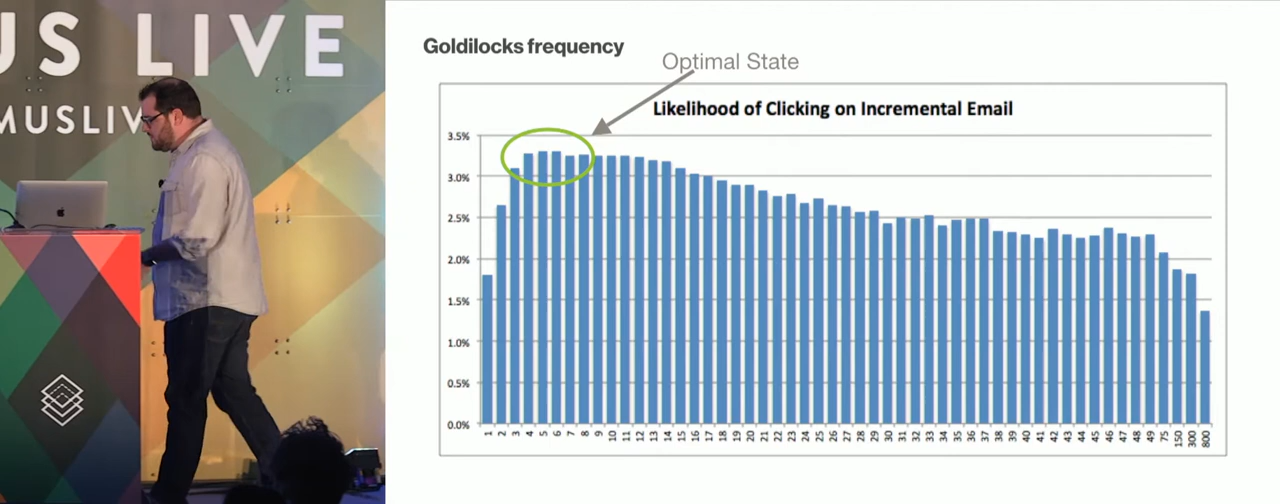 US LIVE
MUSLIV
Goldilocks frequency
Optimal State
Likelihood of Clicking on Incremental Email
3.5%
3.0%
2.5%
2.0%
1.5%
1.0%
0.5%
0.0%
1 2 3 4 5 6 7 8 9 10 11 12 13 14 15 16 17 18 19 20 21 22 23 24 25 26 27 28 29 30 31 32 33 34 35 36 37 38 39 40 41 42 43 44 45 46 47 48 49 75 150 300 800